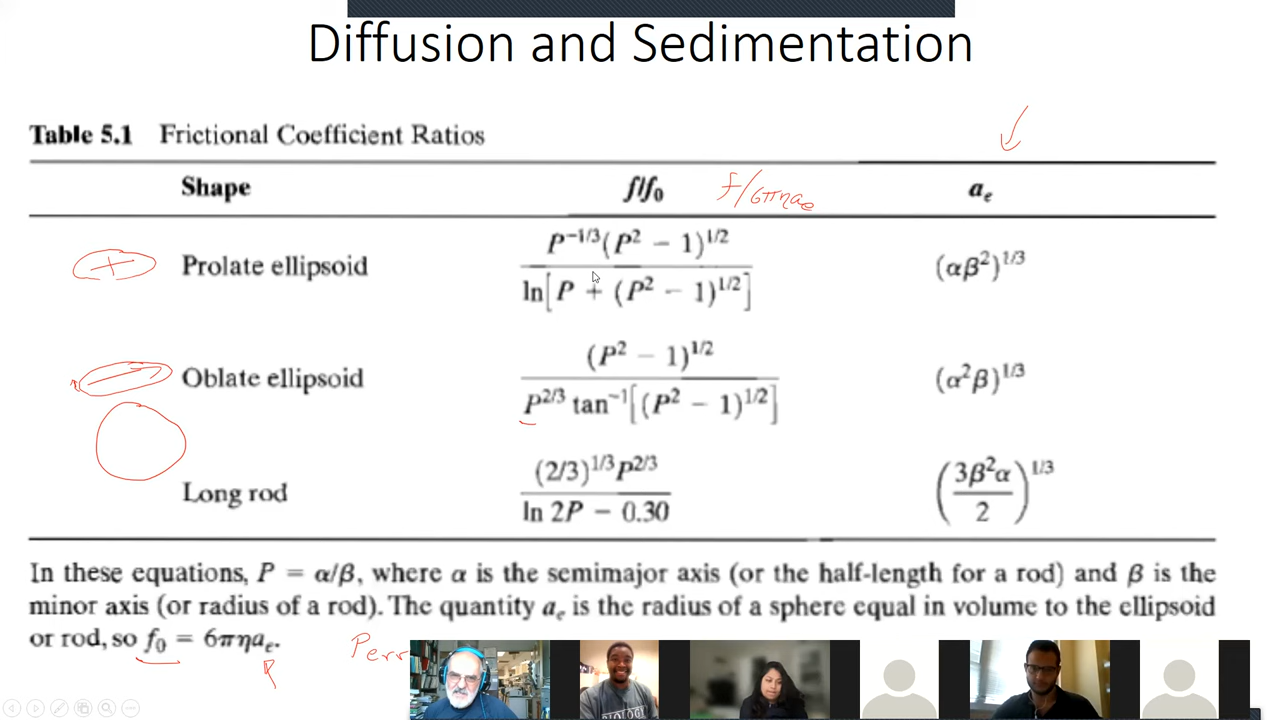 Diffusion and Sedimentation
Table 5.1 Frictional Coefficient Ratios
Shape f/f₀ f/6πηaₑ aₑ
Prolate ellipsoid P⁻¹/³(P² − 1)¹/² / ln[P + (P² − 1)¹/²] (αβ²)¹/³
Oblate ellipsoid (P² − 1)¹/² / P²/³ tan⁻¹[(P² − 1)¹/²] (α²β)¹/³
Long rod (2/3)¹/³P²/³ / ln 2P − 0.30 (3β²α / 2)¹/³
In these equations, P = α/β, where α is the semimajor axis (or the half-length for a rod) and β is the
minor axis (or radius of a rod). The quantity aₑ is the radius of a sphere equal in volume to the ellipsoid
or rod, so f₀ = 6πηaₑ.
Perr